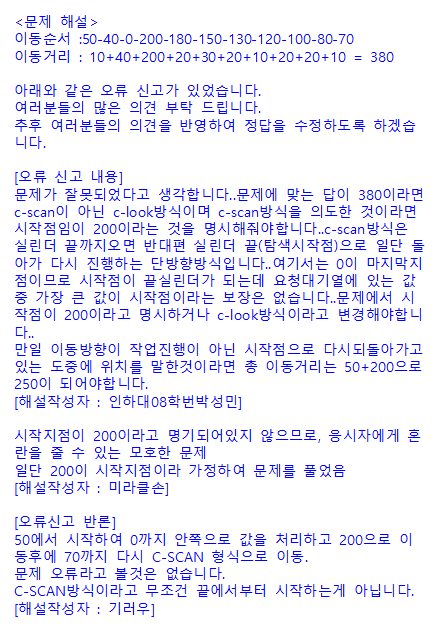 <문제 해설>
이동순서 :50-40-0-200-180-150-130-120-100-80-70
이동거리 : 10+40+200+20+30+20+10+20+20+10 = 380
아래와 같은 오류 신고가 있었습니다.
여러분들의 많은 의견 부탁 드립니다.
추후 여러분들의 의견을 반영하여 정답을 수정하도록 하겠습
니다.
[오류 신고 내용]
문제가 잘못되었다고 생각합니다..문제에 맞는 답이 380이라면
c-scan이 아닌 c-look방식이며 c-scan방식을 의도한 것이라면
시작점임이 200이라는 것을 명시해줘야합니다..c-scan방식은
실린더 끝까지오면 반대편 실린더 끝(탐색시작점)으로 일단 돌
아가 다시 진행하는 단방향방식입니다..여기서는 0이 마지막지
점이므로 시작점이 끝실린더가 되는데 요청대기열에 있는 값
중 가장 큰 값이 시작점이라는 보장은 없습니다..문제에서 시
작점이 200이라고 명시하거나 c-look방식이라고 변경해야합니
다..
만일 이동방향이 작업진행이 아닌 시작점으로 다시되돌아가고
있는 도중에 위치를 말한것이라면 총 이동거리는 50+200으로
250이 되어야합니다.
[해설작성자 : 인하대08학번박성민]
시작지점이 200이라고 명기되어있지 않으므로, 응시자에게 혼
란을 줄 수 있는 모호한 문제
일단 200이 시작지점이라 가정하여 문제를 풀었음
[해설작성자 : 미라클손]
[오류신고 반론]
50에서 시작하여 0까지 안쪽으로 값을 처리하고 200으로 이
동후에 70까지 다시 C-SCAN 형식으로 이동.
문제 오류라고 볼것은 없습니다.
C-SCAN방식이라고 무조건 끝에서부터 시작하는게 아닙니다.
[해설작성자 : 기러우]